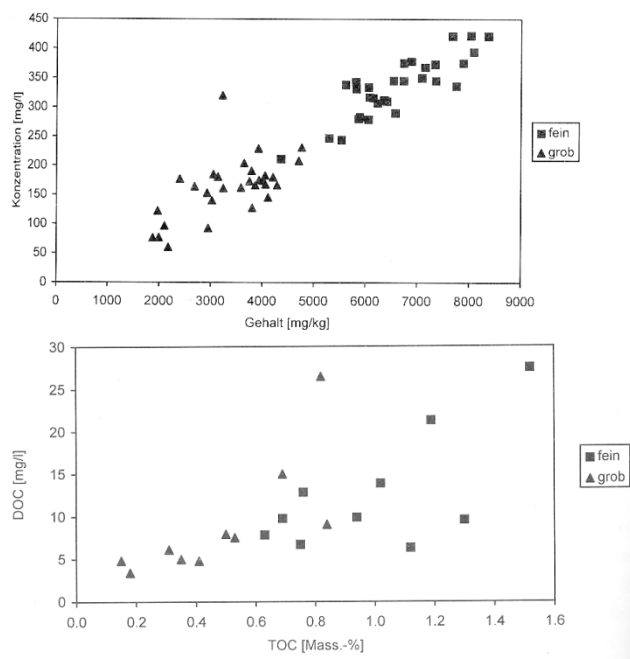 450
400
350
300
250
200
150
100
50
0
Konzentration [mg/l]
0 1000 2000 3000 4000 5000 6000 7000 8000 9000
Gehalt [mg/kg]
fein
grob
30
25
20
15
10
5
0
DOC [mg/l]
0.0 0.2 0.4 0.6 0.8 1.0 1.2 1.4 1.6
TOC [Mass.-%]
fein
grob